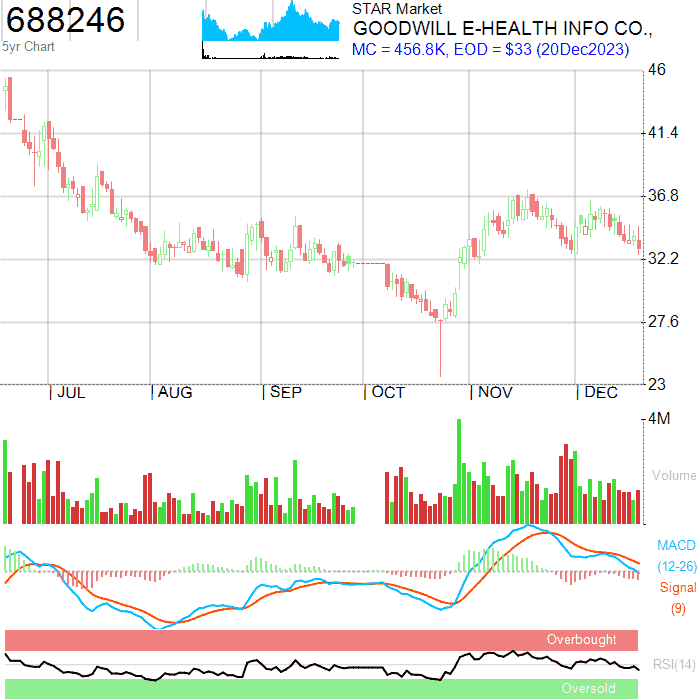 688246
5yr Chart
STAR Market
GOODWILL E-HEALTH INFO CO.,
MC = 456.8K, EOD = $33 (20Dec2023)
46
41.4
36.8
32.2
27.6
23
JUL
AUG
SEP
OCT
NOV
DEC
4M
Volume
MACD
(12-26)
Signal
(9)
Overbought
RSI(14)
Oversold